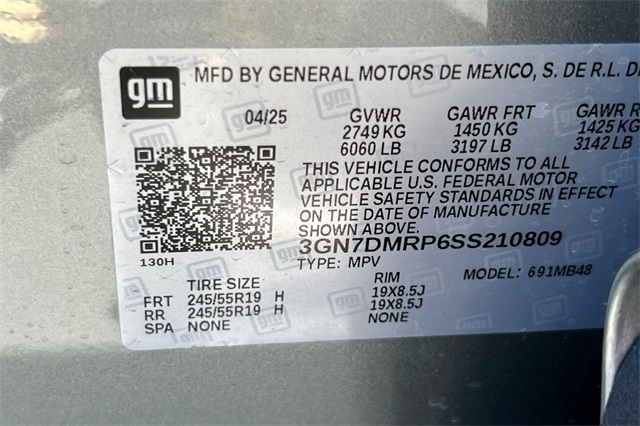 gm MFD BY GENERAL MOTORS DE MEXICO, S. DE R.L. D
04/25 GVWR GAWR FRT GAWR R
2749 KG 1450 KG 1425 KG
6060 LB 3197 LB 3142 LB
THIS VEHICLE CONFORMS TO ALL
APPLICABLE U.S. FEDERAL MOTOR
VEHICLE SAFETY STANDARDS IN EFFECT
ON THE DATE OF MANUFACTURE
SHOWN ABOVE.
3GN7DMRP6SS210809
130H TYPE: MPV MODEL: 691MB48
TIRE SIZE RIM
FRT 245/55R19 H 19X8.5J
RR 245/55R19 H 19X8.5J
SPA NONE NONE